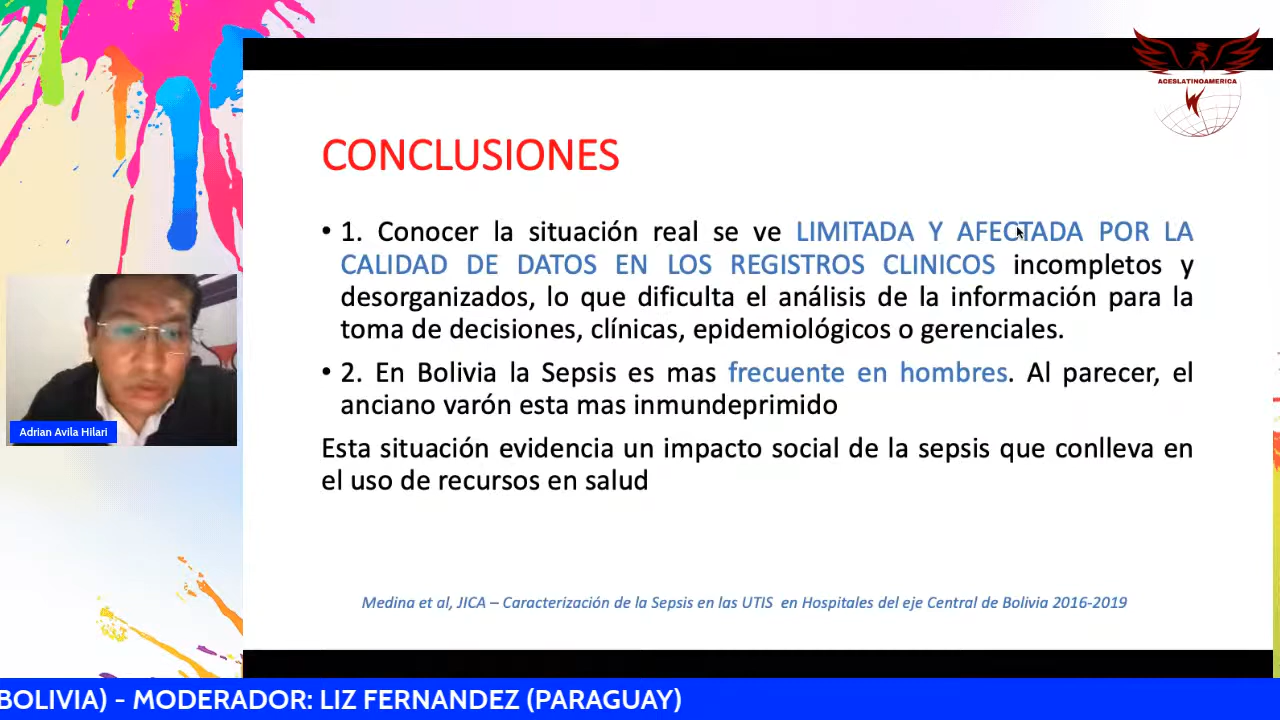 ACESLATINOAMERICA
CONCLUSIONES
• 1. Conocer la situación real se ve LIMITADA Y AFECTADA POR LA
CALIDAD DE DATOS EN LOS REGISTROS CLINICOS incompletos y
desorganizados, lo que dificulta el análisis de la información para la
toma de decisiones, clínicas, epidemiológicos o gerenciales.
• 2. En Bolivia la Sepsis es mas frecuente en hombres. Al parecer, el
anciano varón esta mas inmundeprimido
Esta situación evidencia un impacto social de la sepsis que conlleva en
el uso de recursos en salud
Medina et al, JICA – Caracterización de la Sepsis en las UTIS en Hospitales del eje Central de Bolivia 2016-2019
Adrian Avila Hilari
BOLIVIA) - MODERADOR: LIZ FERNANDEZ (PARAGUAY)